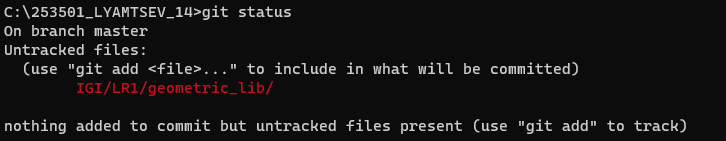 C:\253501_LYAMTSEV_14>git status
On branch master
Untracked files:
  (use "git add <file>..." to include in what will be committed)
        IGI/LR1/geometric_lib/

nothing added to commit but untracked files present (use "git add" to track)